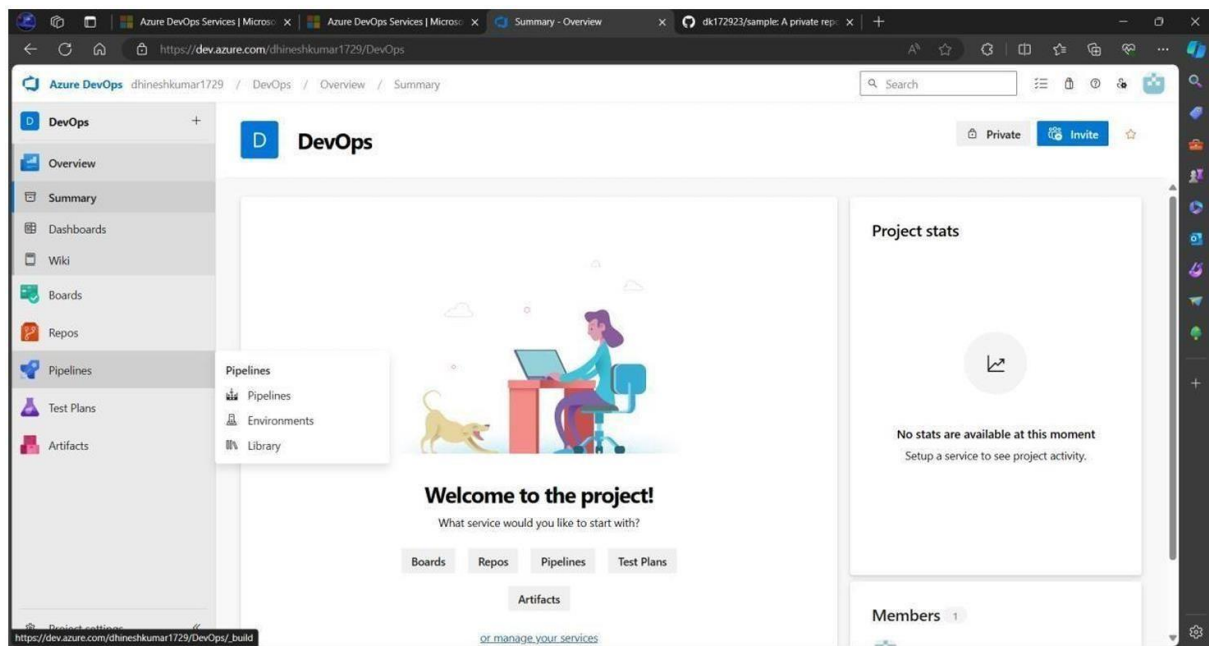 Azure DevOps Services | Microso
Azure DevOps Services | Microso
Summary - Overview
dk172923/sample: A private repo
https://dev.azure.com/dhineshkumar1729/DevOps
Azure DevOps dhineshkumar1729 / DevOps / Overview / Summary
Search
D DevOps +
D DevOps
Private
Invite
Overview
Summary
Dashboards
Wiki
Boards
Repos
Pipelines
Test Plans
Artifacts
Pipelines
Pipelines
Environments
Library
Welcome to the project!
What service would you like to start with?
Boards Repos Pipelines Test Plans
Artifacts
or manage your services
Project stats
No stats are available at this moment
Setup a service to see project activity.
Members 1
Project settings
https://dev.azure.com/dhineshkumar1729/DevOps/_build